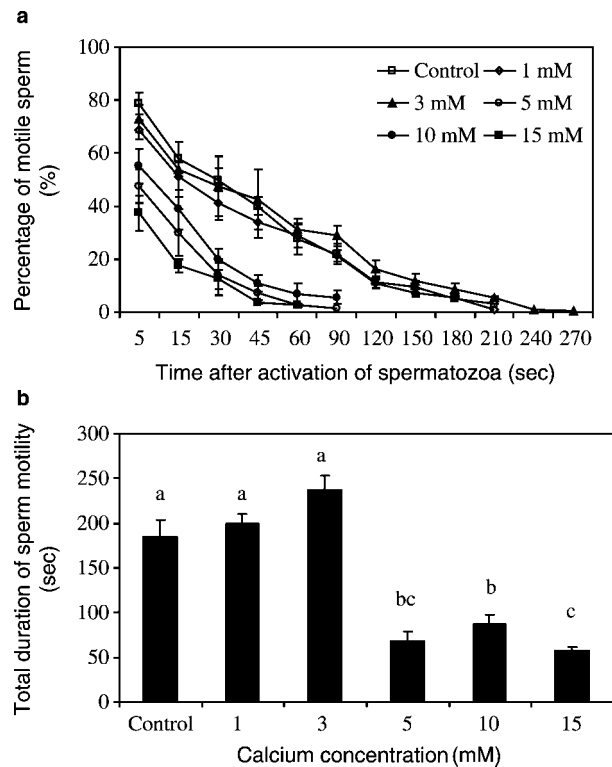 a
Percentage of motile sperm
(%)
100
80
60
40
20
0
Control
1 mM
3 mM
5 mM
10 mM
15 mM
5 15 30 45 60 90 120 150 180 210 240 270
Time after activation of spermatozoa (sec)
b
Total duration of sperm motility
(sec)
300
250
200
150
100
50
0
a
a
a
bc
b
c
Control 1 3 5 10 15
Calcium concentration (mM)